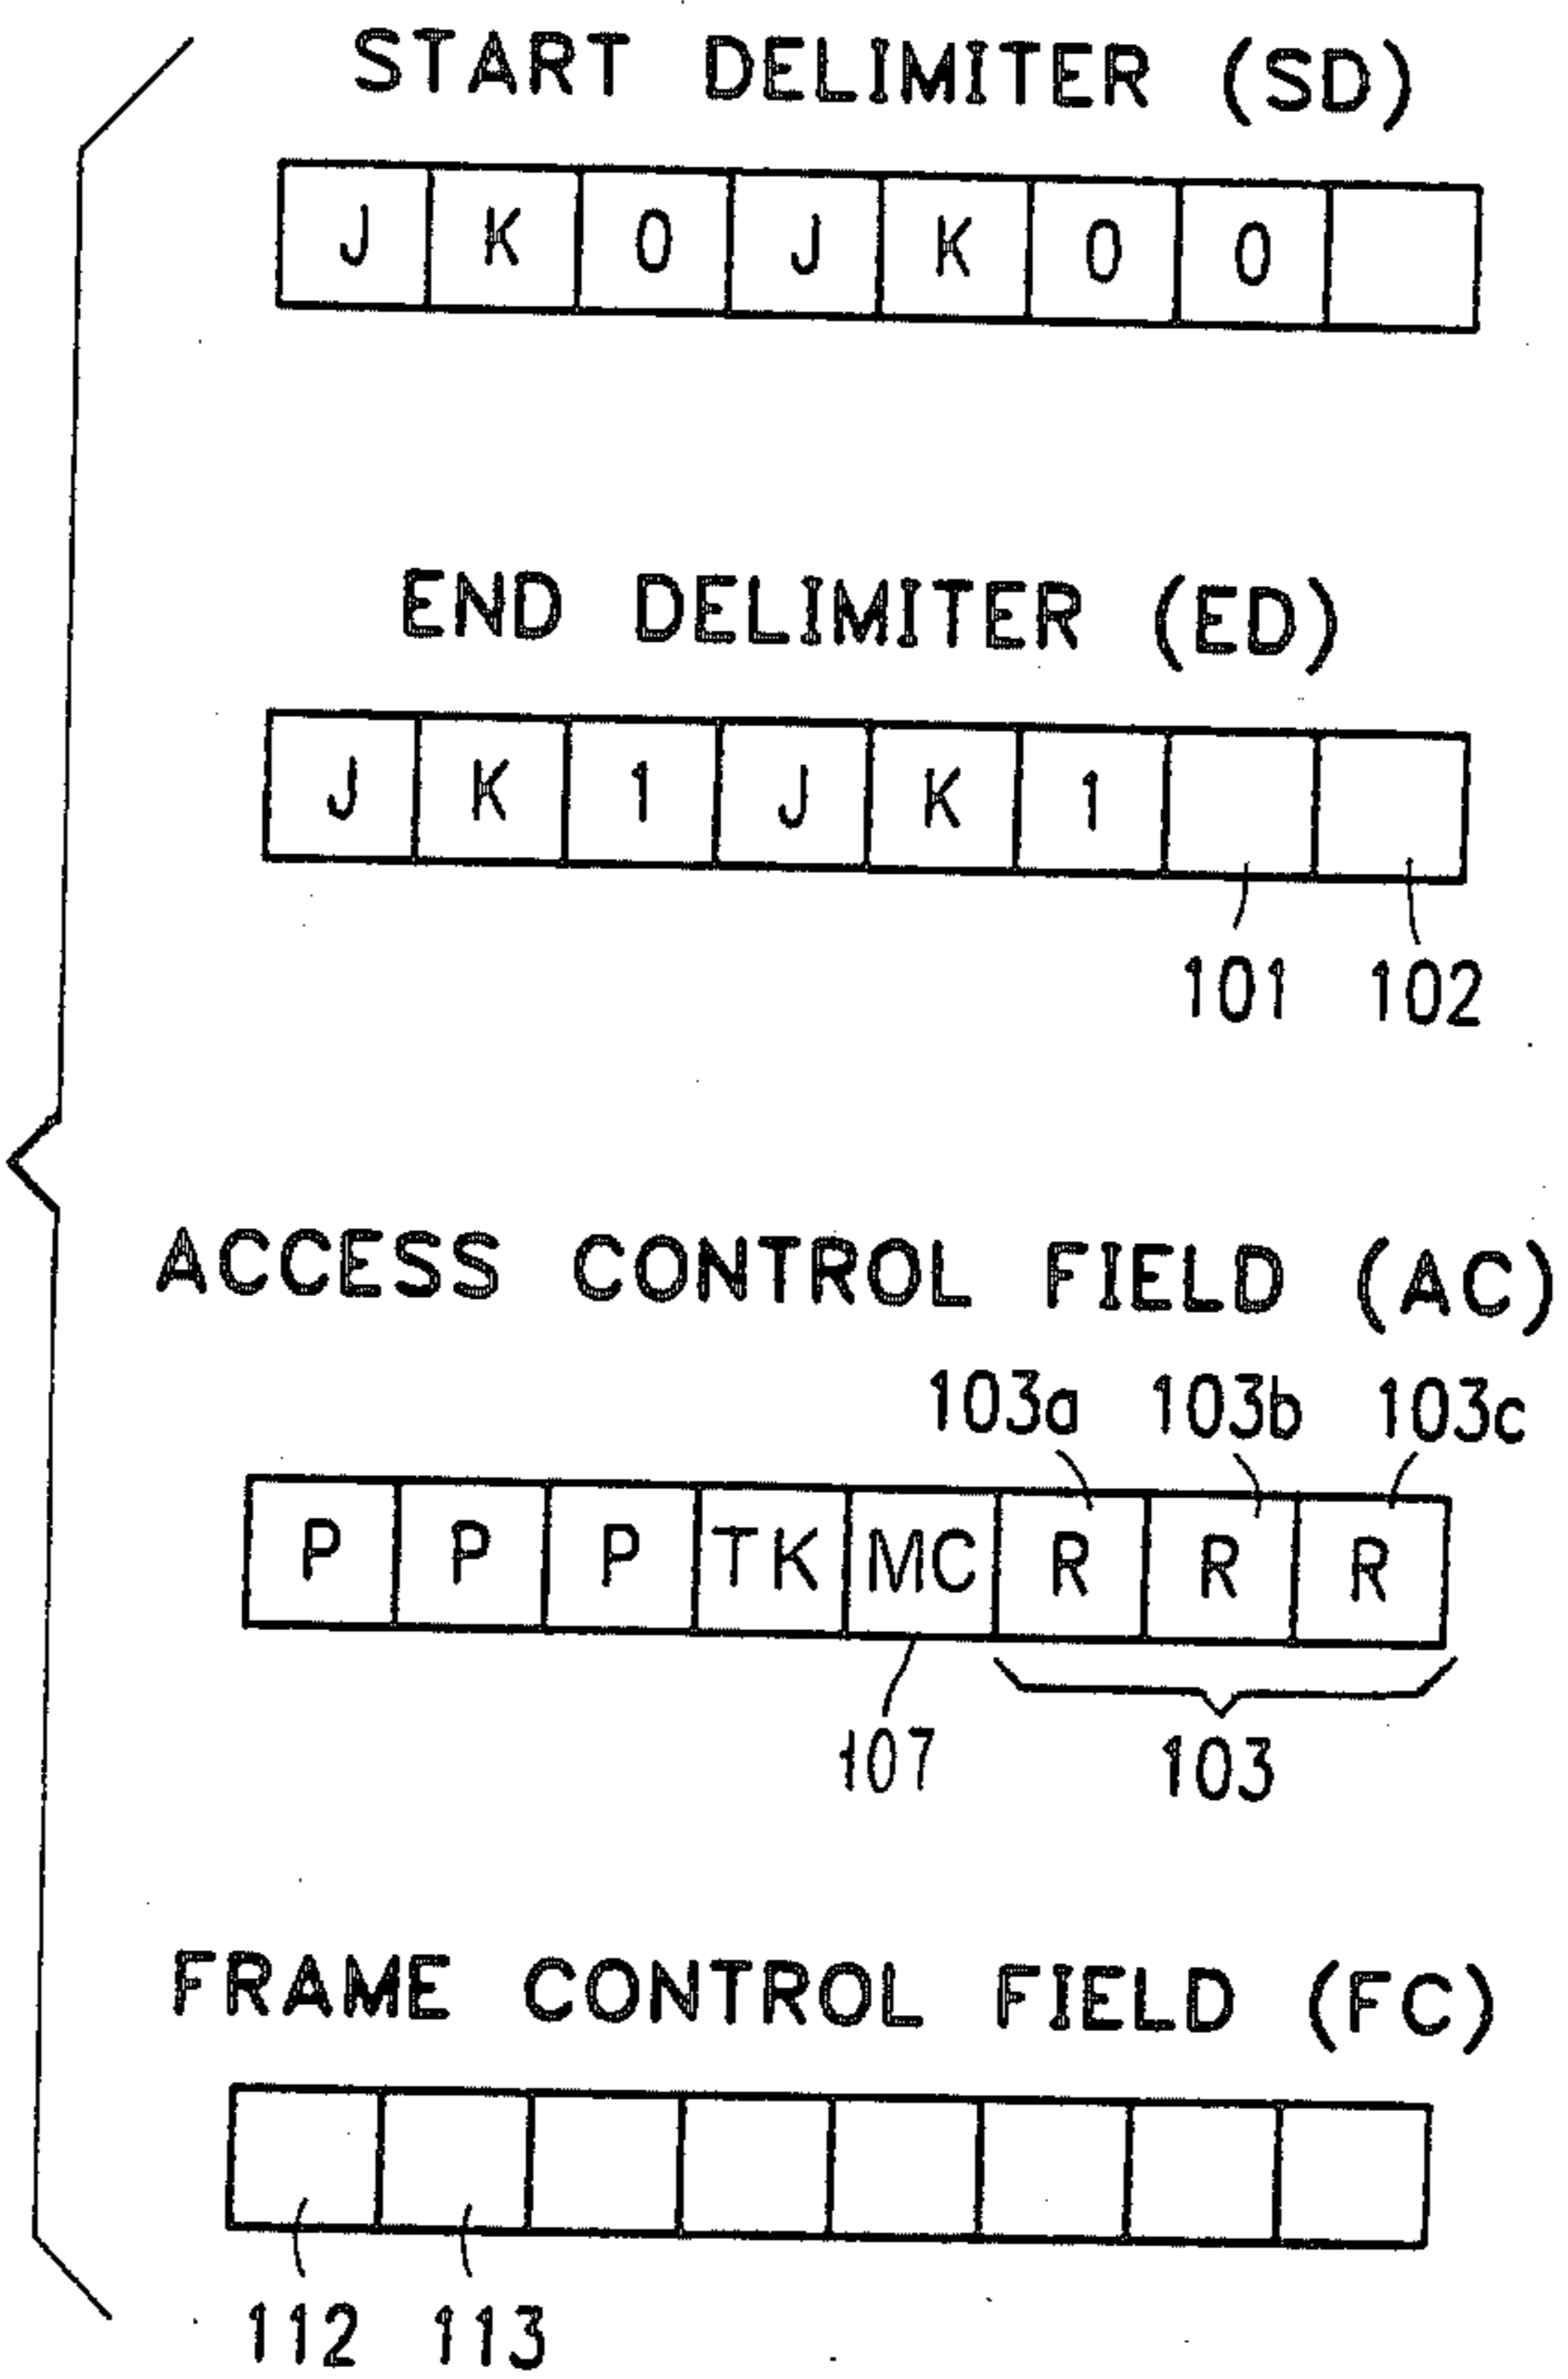 START DELIMITER (SD)
J K 0 J K 0 0
END DELIMITER (ED)
J K 1 J K 1
101 102
ACCESS CONTROL FIELD (AC)
103a 103b 103c
P P P TK MC R R R
107 103
FRAME CONTROL FIELD (FC)
112 113